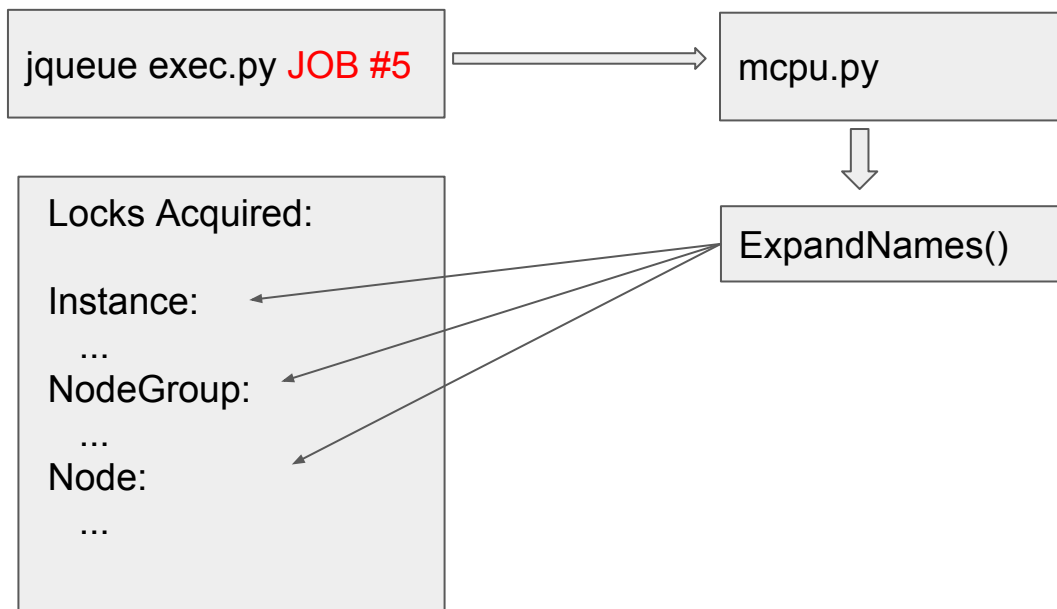 jqueue exec.py JOB #5
mcpu.py
Locks Acquired:
ExpandNames()
Instance:
...
NodeGroup:
...
Node:
...